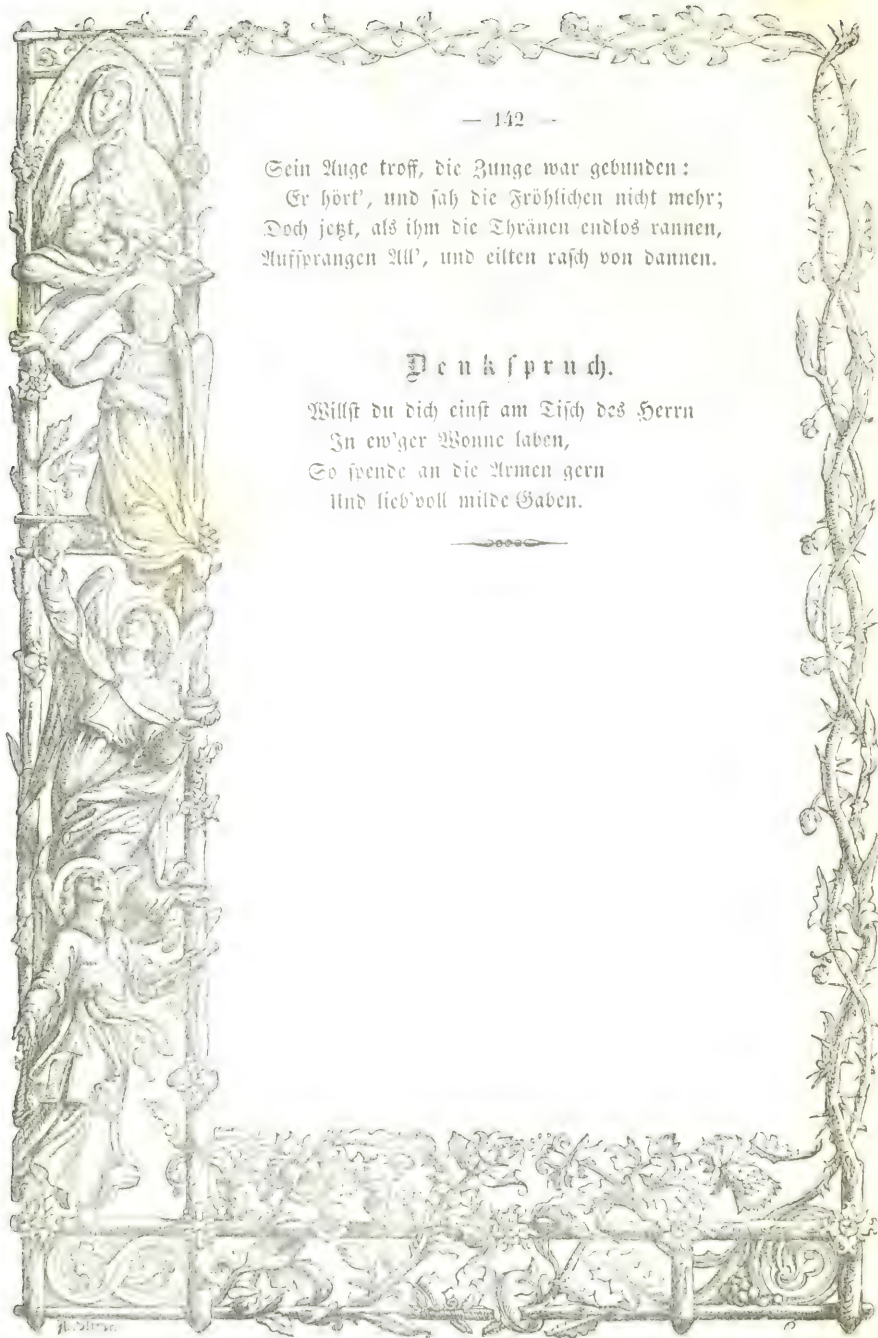 — 142 —
Sein Auge troff, die Zunge war gebunden:
Er hört', und sah die Fröhlichen nicht mehr;
Doch jetzt, als ihm die Thränen endlos rannen,
Aufsprangen All', und eilten rasch von dannen.
Denkspruch.
Willst du dich einst am Tisch des Herrn
In ew'ger Wonne laben,
So spende an die Armen gern
Und lieb'voll milde Gaben.